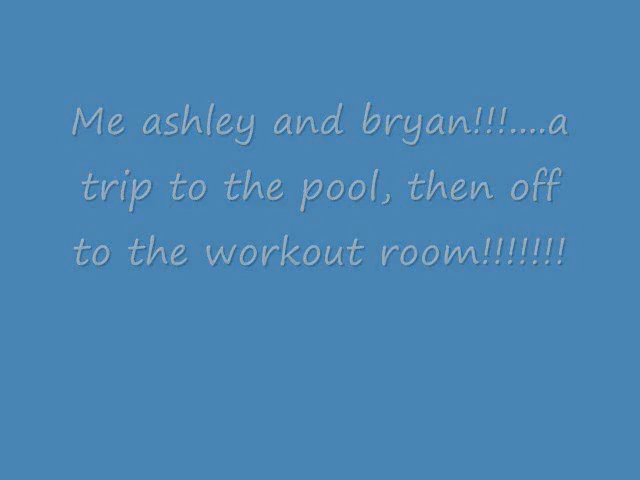 Me ashley and bryan!!!....a
trip to the pool, then off
to the workout room!!!!!!!